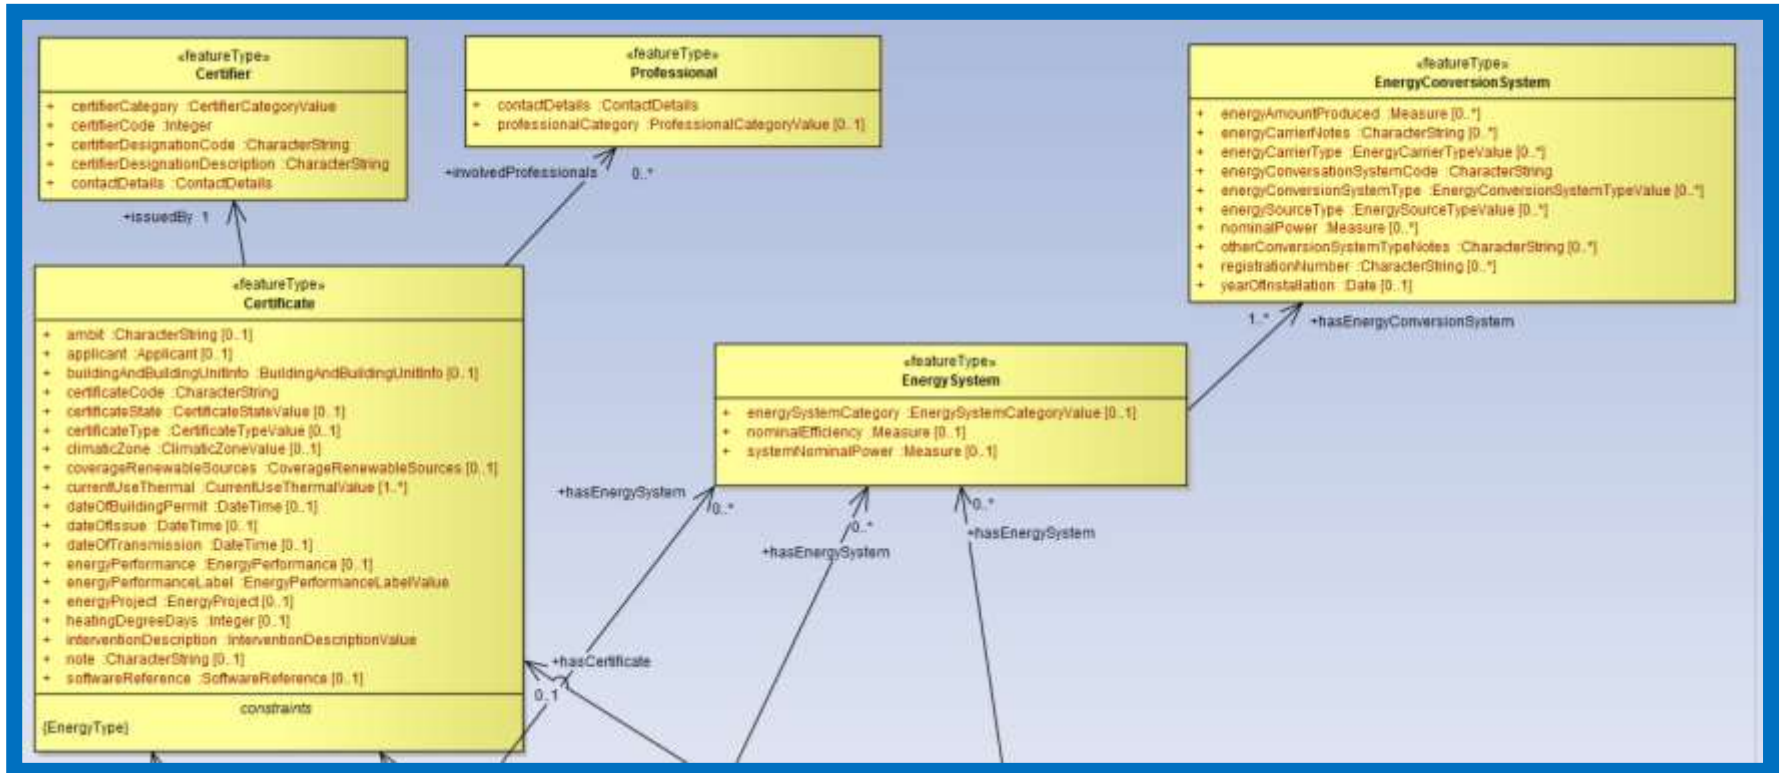 «featureType»
Certifier
+ certifierCategory :CertifierCategoryValue
+ certifierCode :Integer
+ certifierDesignationCode :CharacterString
+ certifierDesignationDescription :CharacterString
+ contactDetails :ContactDetails
«featureType»
Professional
+ contactDetails :ContactDetails
+ professionalCategory :ProfessionalCategoryValue [0..1]
«featureType»
EnergyConversionSystem
+ energyAmountProduced :Measure [0..*]
+ energyCarrierNotes :CharacterString [0..*]
+ energyCarrierType :EnergyCarrierTypeValue [0..*]
+ energyConversationSystemCode :CharacterString
+ energyConversionSystemType :EnergyConversionSystemTypeValue [0..*]
+ energySourceType :EnergySourceTypeValue [0..*]
+ nominalPower :Measure [0..*]
+ otherConversionSystemTypeNotes :CharacterString [0..*]
+ registrationNumber :CharacterString [0..*]
+ yearOfInstallation :Date [0..1]
+involvedProfessionals 0..*
+issuedBy 1
1..* +hasEnergyConversionSystem
«featureType»
Certificate
+ ambit :CharacterString [0..1]
+ applicant :Applicant [0..1]
+ buildingAndBuildingUnitInfo :BuildingAndBuildingUnitInfo [0..1]
+ certificateCode :CharacterString
+ certificateState :CertificateStateValue [0..1]
+ certificateType :CertificateTypeValue [0..1]
+ climaticZone :ClimaticZoneValue [0..1]
+ coverageRenewableSources :CoverageRenewableSources [0..1]
+ currentUseThermal :CurrentUseThermalValue [1..*]
+ dateOfBuildingPermit :DateTime [0..1]
+ dateOfIssue :DateTime [0..1]
+ dateOfTransmission :DateTime [0..1]
+ energyPerformance :EnergyPerformance [0..1]
+ energyPerformanceLabel :EnergyPerformanceLabelValue
+ energyProject :EnergyProject [0..1]
+ heatingDegreeDays :Integer [0..1]
+ interventionDescription :InterventionDescriptionValue
+ note :CharacterString [0..1]
+ softwareReference :SoftwareReference [0..1]
constraints
{EnergyType}
«featureType»
EnergySystem
+ energySystemCategory :EnergySystemCategoryValue [0..1]
+ nominalEfficiency :Measure [0..1]
+ systemNominalPower :Measure [0..1]
+hasEnergySystem
0..*
0..*
+hasEnergySystem
0..*
+hasEnergySystem
+hasCertificate
0..1